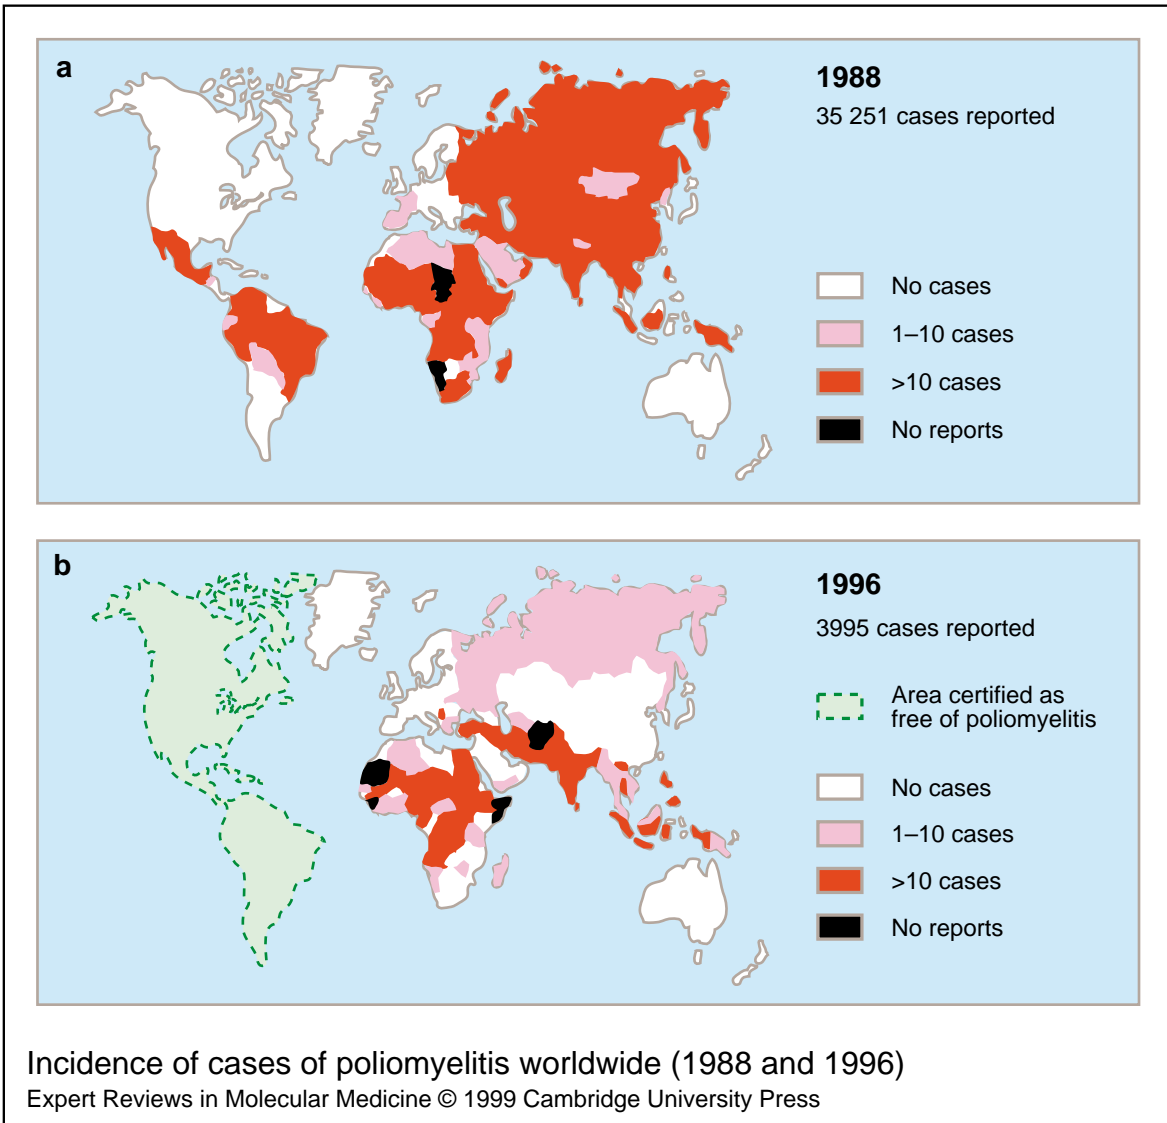 a
1988
35 251 cases reported
No cases
1–10 cases
>10 cases
No reports
b
1996
3995 cases reported
Area certified as
free of poliomyelitis
No cases
1–10 cases
>10 cases
No reports
Incidence of cases of poliomyelitis worldwide (1988 and 1996)
Expert Reviews in Molecular Medicine © 1999 Cambridge University Press